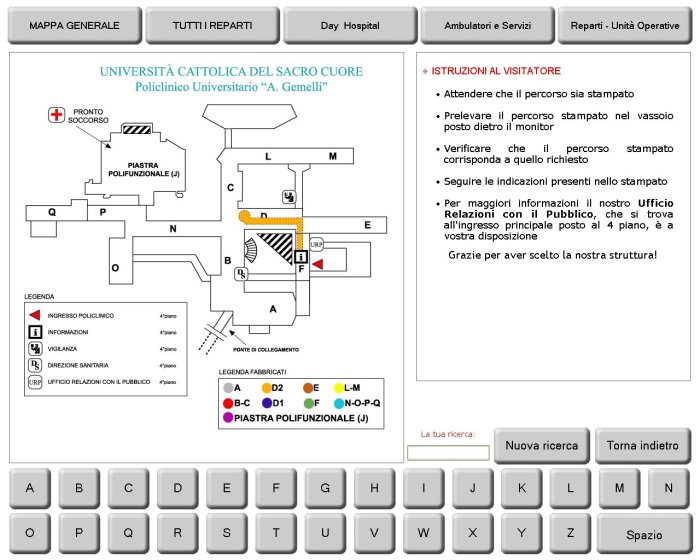 MAPPA GENERALE
TUTTI I REPARTI
Day Hospital
Ambulatori e Servizi
Reparti - Unità Operative
UNIVERSITÀ CATTOLICA DEL SACRO CUORE
Policlinico Universitario “A. Gemelli”
PRONTO
SOCCORSO
PIASTRA
POLIFUNZIONALE (J)
L
M
C
Q
P
D
E
N
URP
O
B
i
F
DS
A
PONTE DI COLLEGAMENTO
LEGENDA
INGRESSO POLICLINICO 4°piano
i INFORMAZIONI 4°piano
VIGILANZA 4°piano
DS DIREZIONE SANITARIA 4°piano
URP UFFICIO RELAZIONI CON IL PUBBLICO 4°piano
LEGENDA FABBRICATI
A D2 E L-M
B-C D1 F N-O-P-Q
PIASTRA POLIFUNZIONALE (J)
ISTRUZIONI AL VISITATORE
• Attendere che il percorso sia stampato
• Prelevare il percorso stampato nel vassoio
posto dietro il monitor
• Verificare che il percorso stampato
corrisponda a quello richiesto
• Seguire le indicazioni presenti nello stampato
• Per maggiori informazioni il nostro Ufficio
Relazioni con il Pubblico, che si trova
all'ingresso principale posto al 4 piano, è a
vostra disposizione
Grazie per aver scelto la nostra struttura!
La tua ricerca:
Nuova ricerca
Torna indietro
A B C D E F G H I J K L M N
O P Q R S T U V W X Y Z Spazio